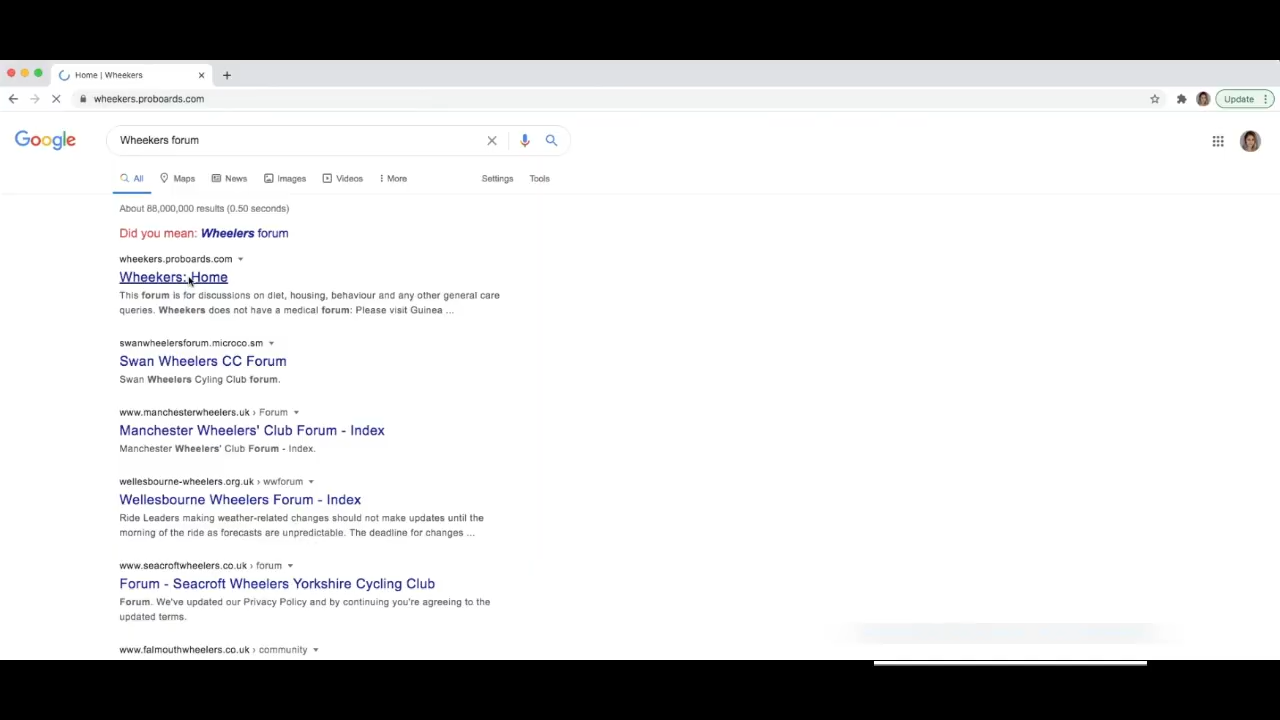 Home | Wheekers
wheekers.proboards.com
Update
Google
Wheekers forum
All Maps News Images Videos More Settings Tools
About 88,000,000 results (0.50 seconds)
Did you mean: Wheelers forum
wheekers.proboards.com
Wheekers: Home
This forum is for discussions on diet, housing, behaviour and any other general care
queries. Wheekers does not have a medical forum: Please visit Guinea ...
swanwheelersforum.microco.sm
Swan Wheelers CC Forum
Swan Wheelers Cyling Club forum.
www.manchesterwheelers.uk › Forum
Manchester Wheelers' Club Forum - Index
Manchester Wheelers' Club Forum - Index.
wellesbourne-wheelers.org.uk › wwforum
Wellesbourne Wheelers Forum - Index
Ride Leaders making weather-related changes should not make updates until the
morning of the ride as forecasts are unpredictable. The deadline for changes ...
www.seacroftwheelers.co.uk › forum
Forum - Seacroft Wheelers Yorkshire Cycling Club
Forum. We've updated our Privacy Policy and by continuing you're agreeing to the
updated terms.
www.falmouthwheelers.co.uk › community